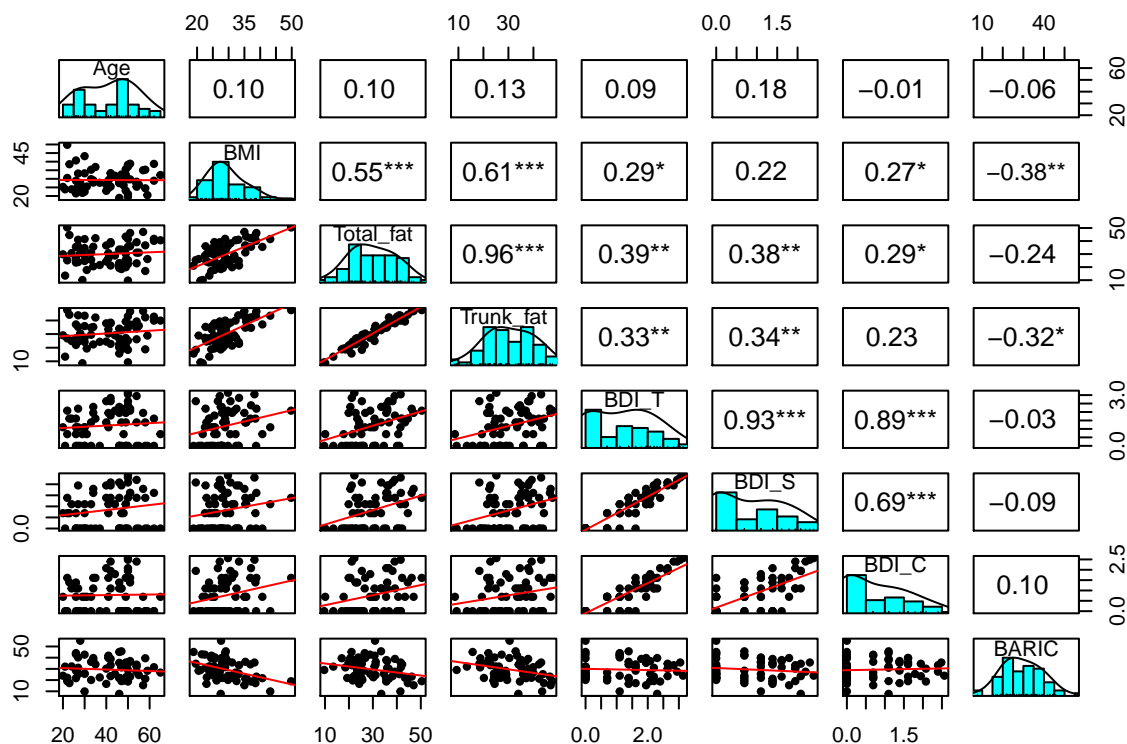 20 30 40 50
10 30
0.0 1.5
10 40
Age 0.10 0.10 0.13 0.09 0.18 −0.01 −0.06 20 60
20 45 BMI 0.55*** 0.61*** 0.29* 0.22 0.27* −0.38**
Total_fat 0.96*** 0.39** 0.38** 0.29* −0.24 10 50
10 Trunk_fat 0.33** 0.34** 0.23 −0.32*
BDI_T 0.93*** 0.89*** −0.03 0.0 3.0
0.0 BDI_S 0.69*** −0.09
BDI_C 0.10 0.0 2.5
10 50 BARIC
20 40 60
10 30 50
0.0 2.0
0.0 1.5